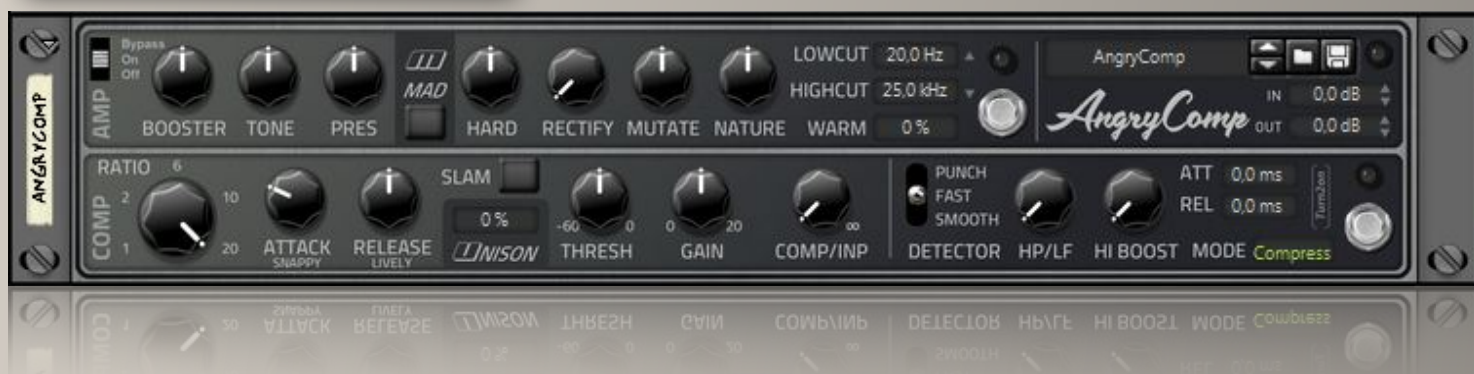 ANGRYCOMP
AMP
Bypass
On
Off
BOOSTER TONE PRES
MAD
HARD RECTIFY MUTATE NATURE
LOWCUT 20,0 Hz
HIGHCUT 25,0 kHz
WARM 0 %
AngryComp
AngryComp
IN 0,0 dB
OUT 0,0 dB
COMP
RATIO
1 2 6 10 20
ATTACK
SNAPPY
RELEASE
LIVELY
SLAM
0 %
UNISON
-60 0
THRESH
0 20
GAIN
∞
COMP/INP
PUNCH
FAST
SMOOTH
DETECTOR HP/LF HI BOOST
ATT 0,0 ms
REL 0,0 ms
MODE Compress
Turn2on